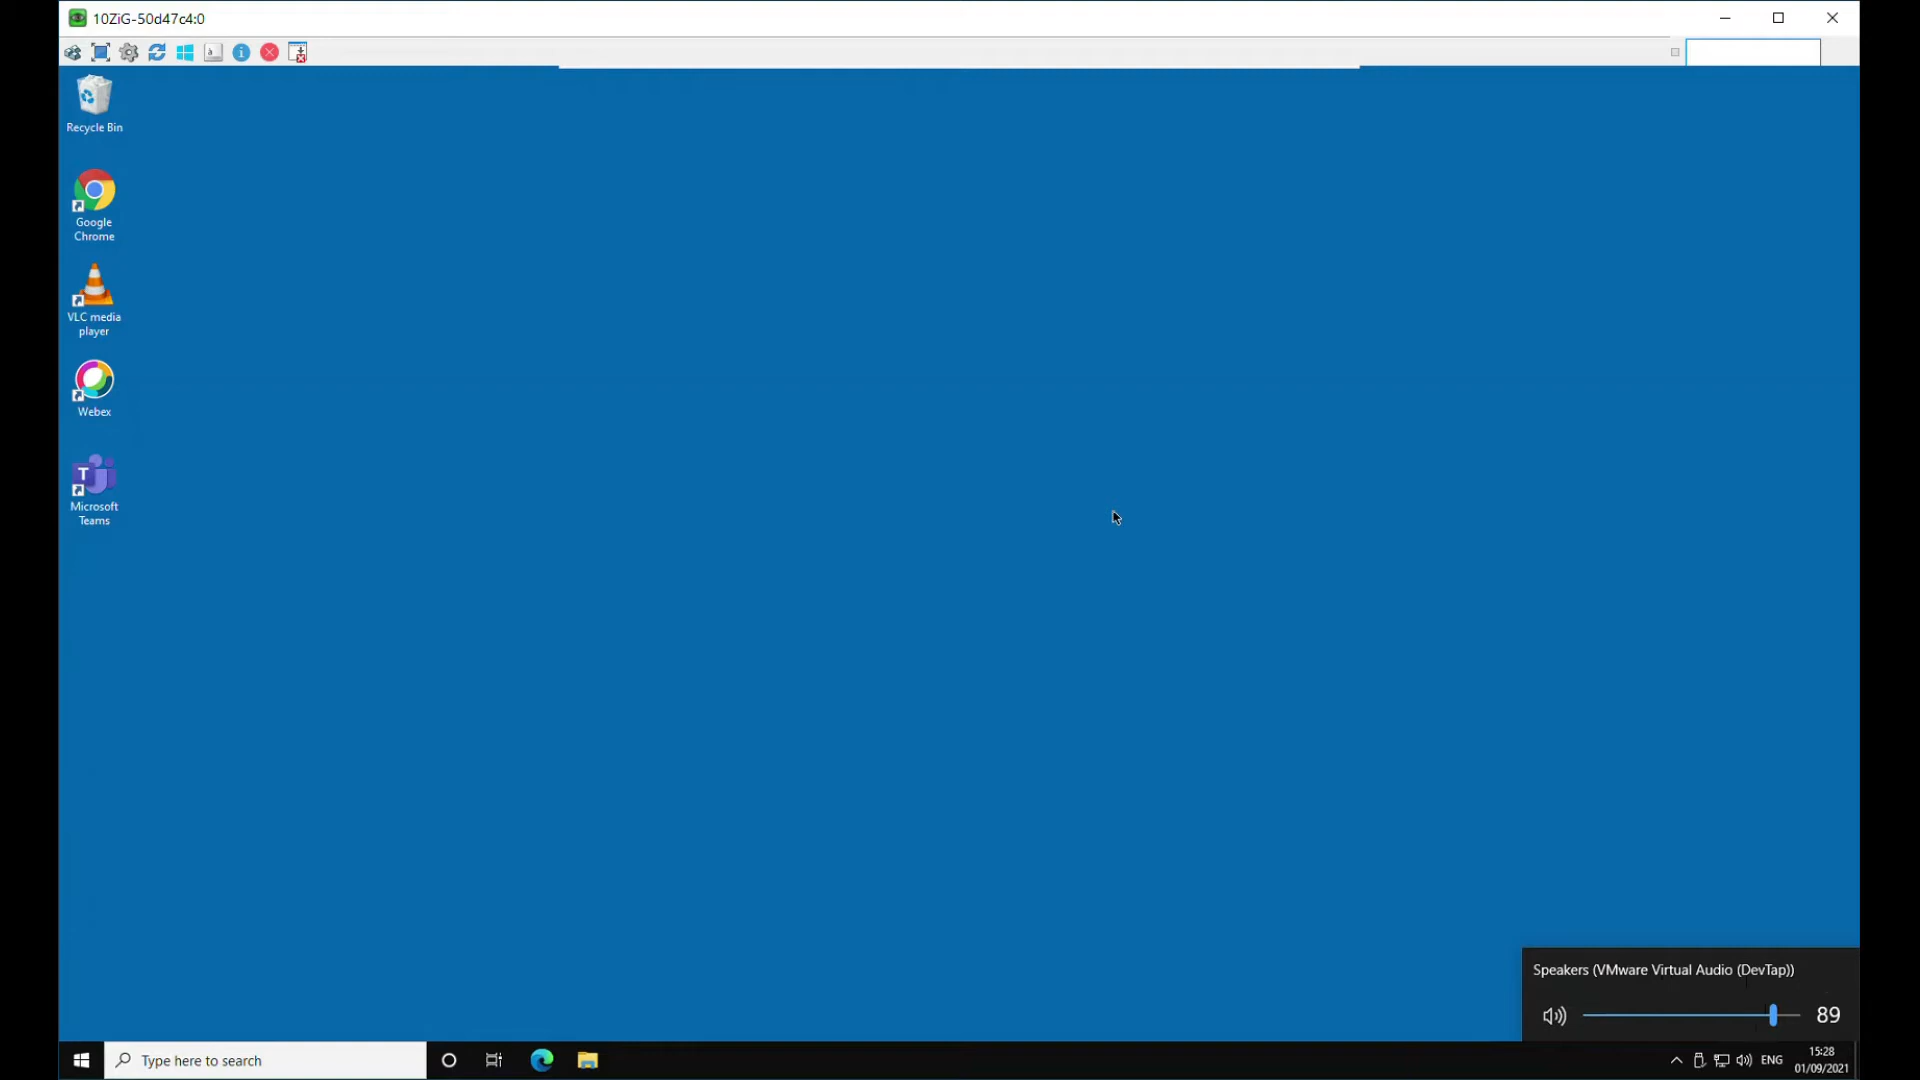 10ZiG-50d47c4:0
Recycle Bin
Google
Chrome
VLC media
player
Webex
T
Microsoft
Teams
Speakers (VMware Virtual Audio (DevTap))
89
Type here to search
ENG
15:28
01/09/2021